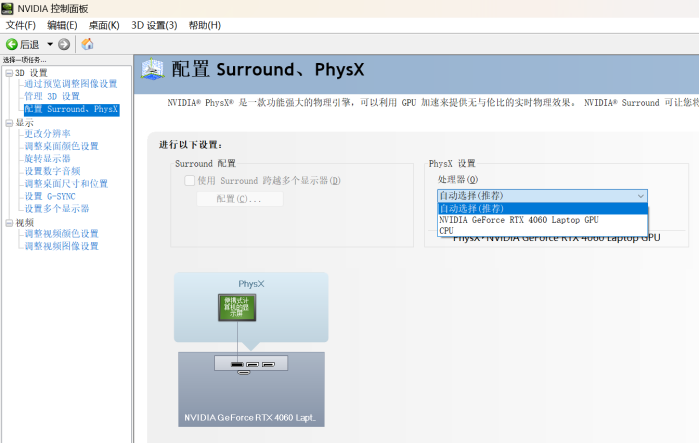 NVIDIA 控制面板
文件(F) 编辑(E) 桌面(K) 3D 设置(3) 帮助(H)
后退
选择一项任务...
3D 设置
通过预览调整图像设置
管理 3D 设置
配置 Surround、PhysX
显示
更改分辨率
调整桌面颜色设置
旋转显示器
设置数字音频
调整桌面尺寸和位置
设置 G-SYNC
设置多个显示器
视频
调整视频颜色设置
调整视频图像设置
配置 Surround、PhysX
NVIDIA® PhysX® 是一款功能强大的物理引擎，可以利用 GPU 加速来提供无与伦比的实时物理效果。 NVIDIA® Surround 可让您将
进行以下设置：
Surround 配置
使用 Surround 跨越多个显示器(D)
配置(C)...
PhysX 设置
处理器(O)
自动选择(推荐)
自动选择(推荐)
NVIDIA GeForce RTX 4060 Laptop GPU
CPU
PhysX
便携式计算机的显示屏
NVIDIA GeForce RTX 4060 Lapt..